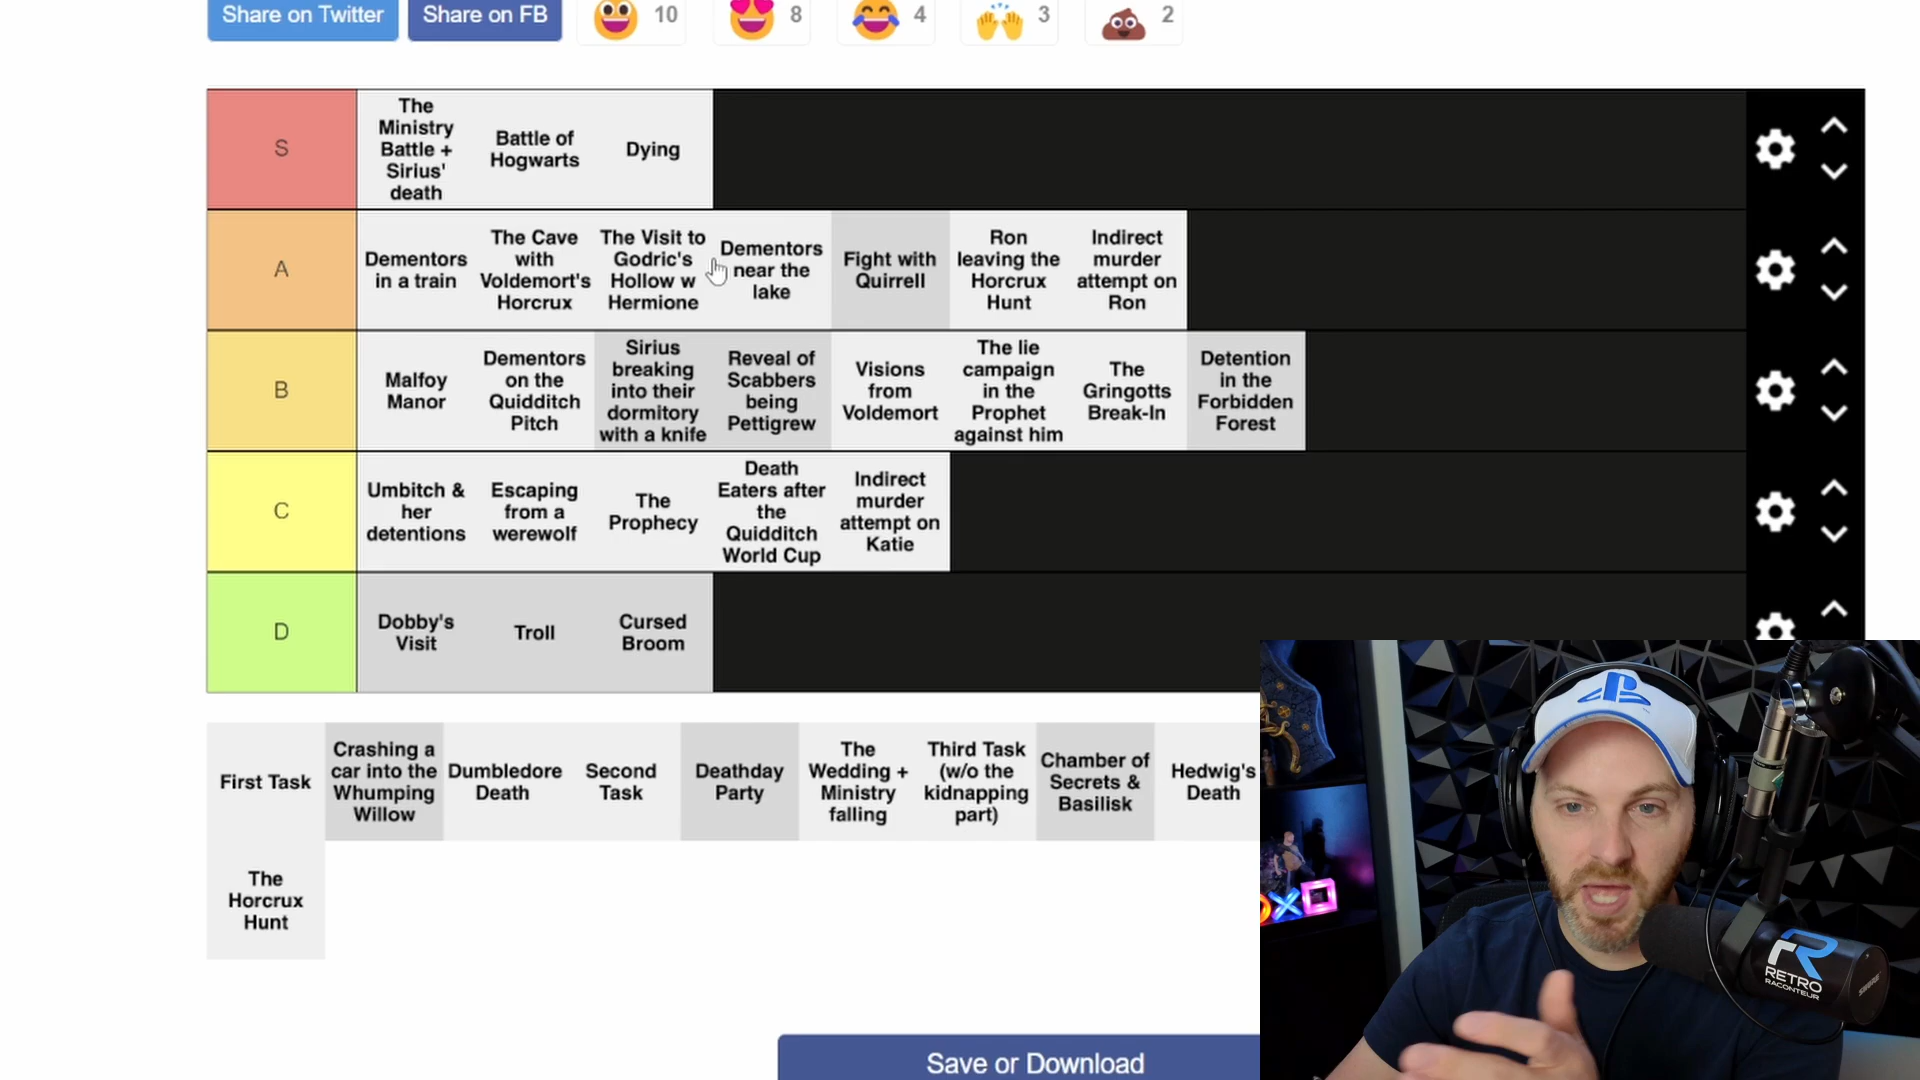 Share on Twitter
Share on FB
10
8
4
3
2
S
The
Ministry
Battle +
Sirius'
death
Battle of
Hogwarts
Dying
A
Dementors
in a train
The Cave
with
Voldemort's
Horcrux
The Visit to
Godric's
Hollow w
Hermione
Dementors
near the
lake
Fight with
Quirrell
Ron
leaving the
Horcrux
Hunt
Indirect
murder
attempt on
Ron
B
Malfoy
Manor
Dementors
on the
Quidditch
Pitch
Sirius
breaking
into their
dormitory
with a knife
Reveal of
Scabbers
being
Pettigrew
Visions
from
Voldemort
The lie
campaign
in the
Prophet
against him
The
Gringotts
Break-In
Detention
in the
Forbidden
Forest
C
Umbitch &
her
detentions
Escaping
from a
werewolf
The
Prophecy
Death
Eaters after
the
Quidditch
World Cup
Indirect
murder
attempt on
Katie
D
Dobby's
Visit
Troll
Cursed
Broom
First Task
Crashing a
car into the
Whumping
Willow
Dumbledore
Death
Second
Task
Deathday
Party
The
Wedding +
Ministry
falling
Third Task
(w/o the
kidnapping
part)
Chamber of
Secrets &
Basilisk
Hedwig's
Death
The
Horcrux
Hunt
Save or Download
RETRO
RACONTEUR